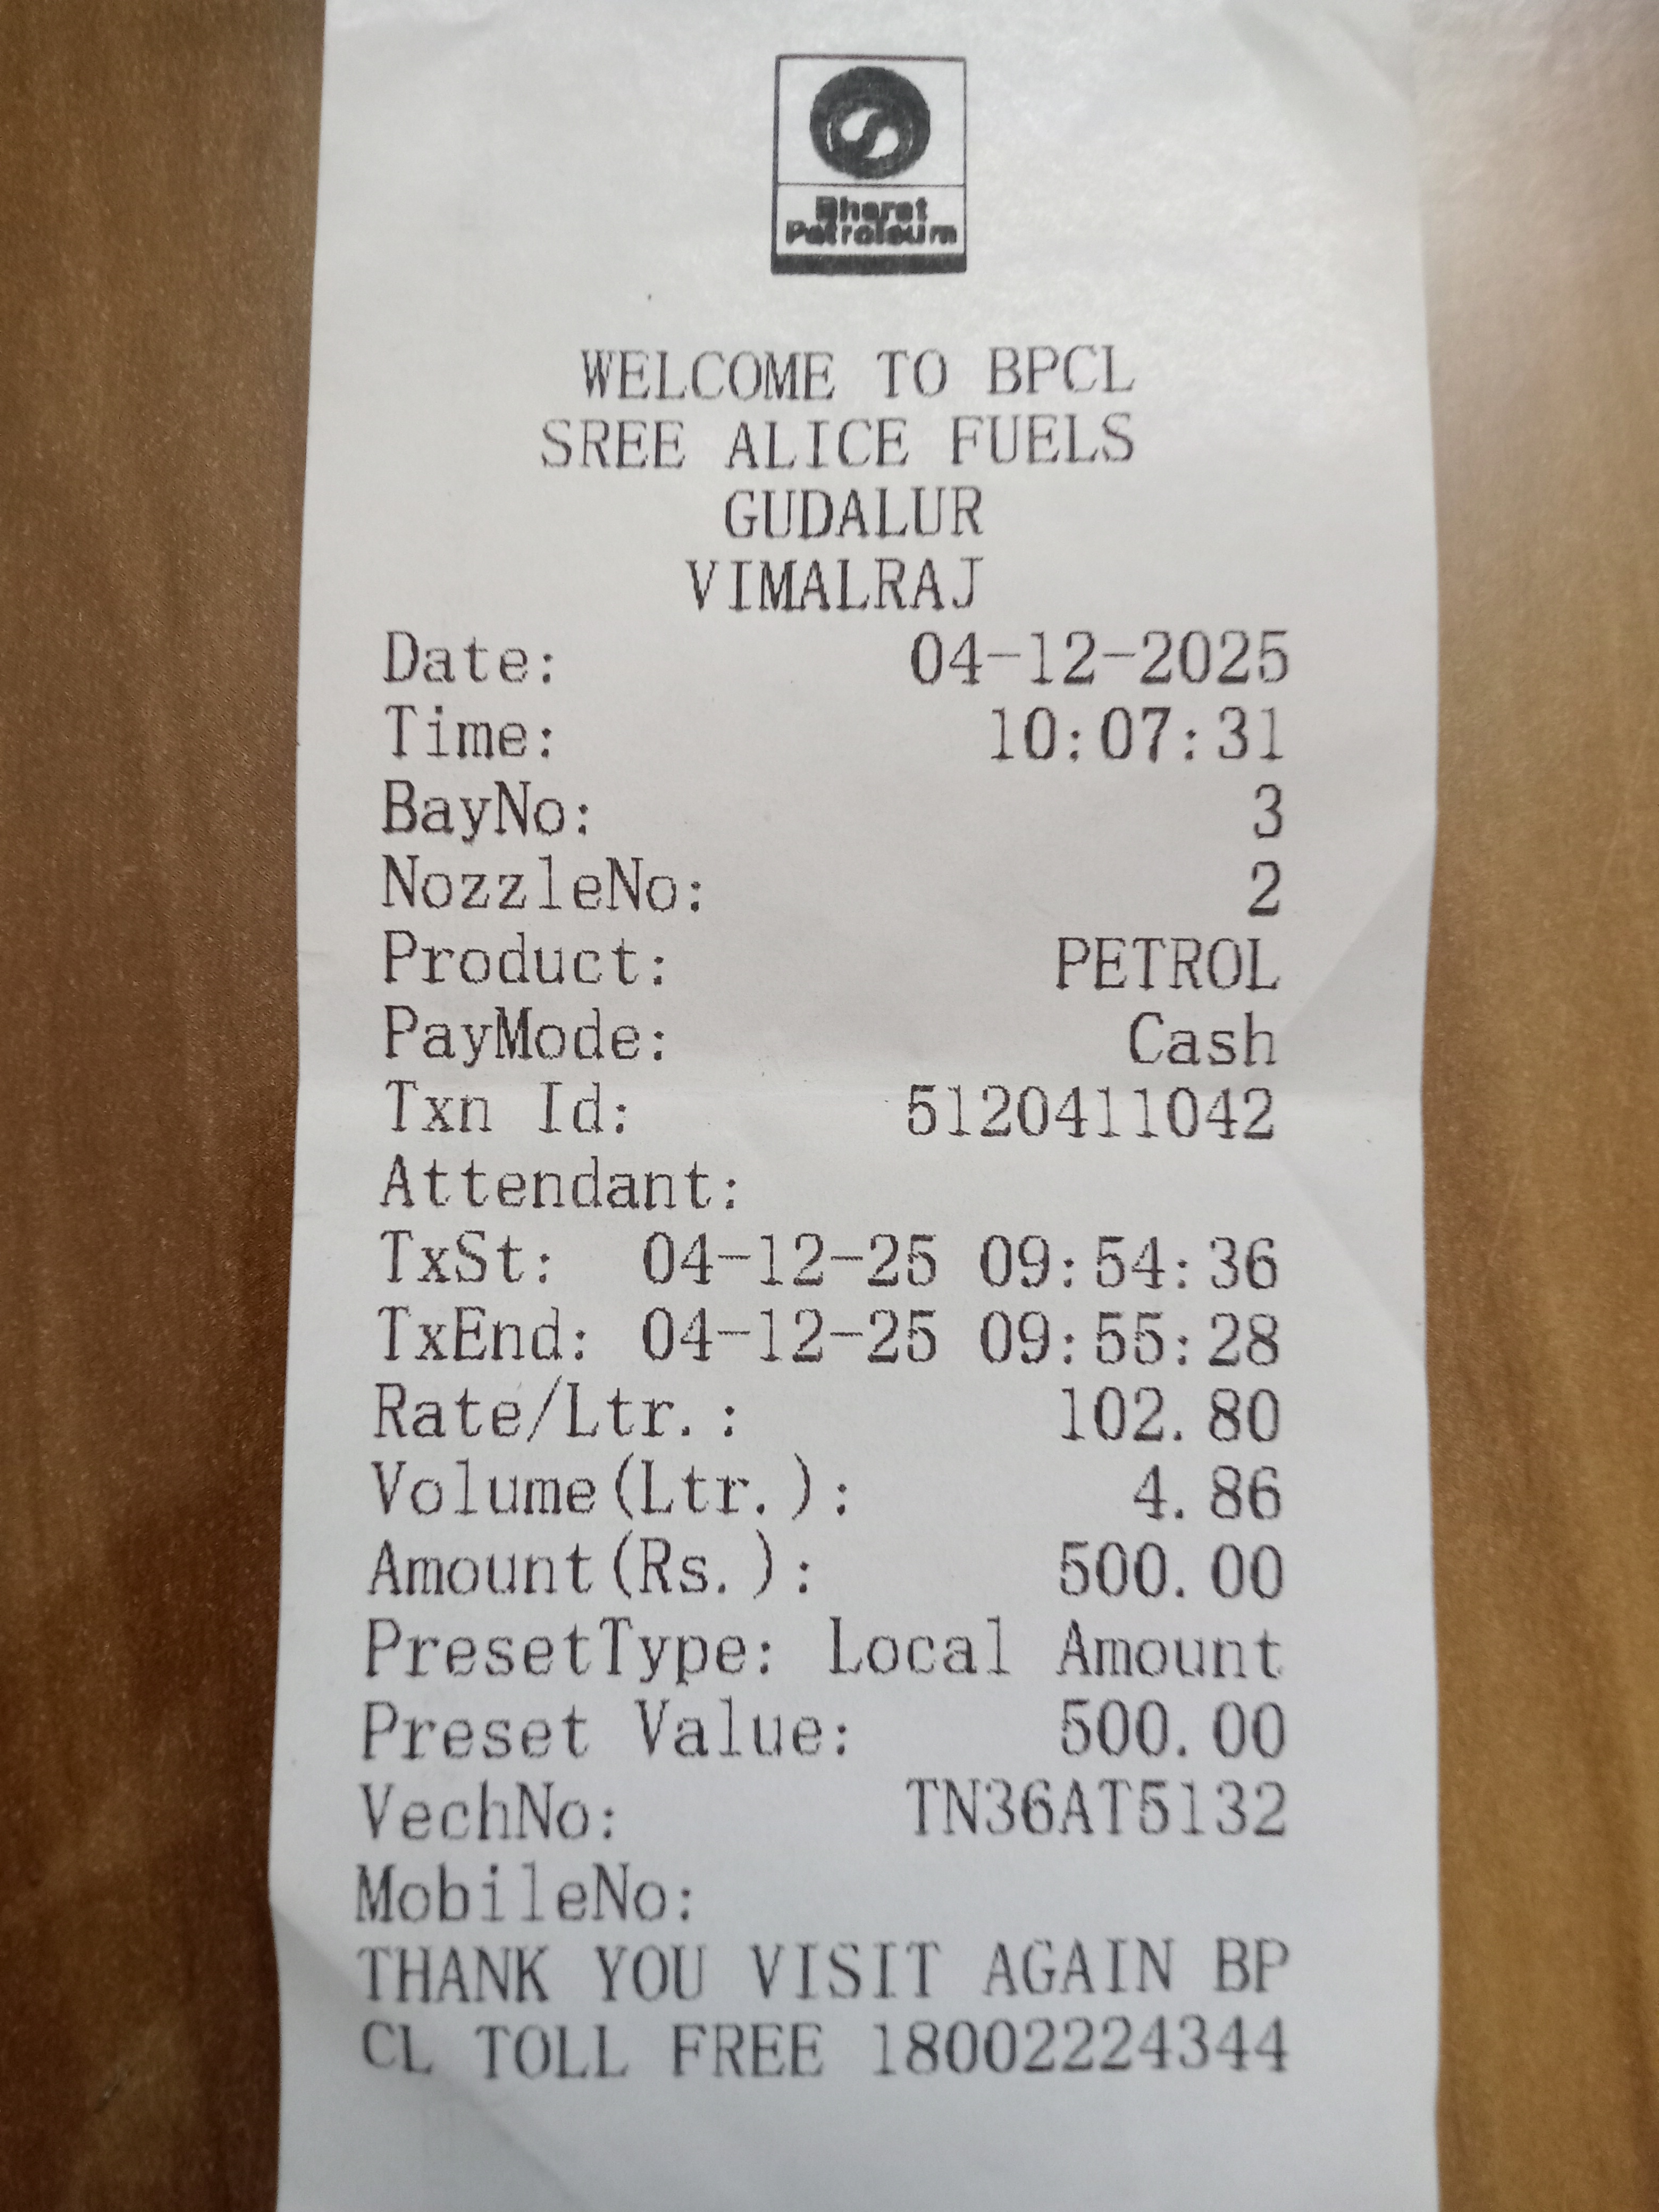 Bharat
Petroleum
WELCOME TO BPCL
SREE ALICE FUELS
GUDALUR
VIMALRAJ
Date: 04-12-2025
Time: 10:07:31
BayNo: 3
NozzleNo: 2
Product: PETROL
PayMode: Cash
Txn Id: 5120411042
Attendant:
TxSt: 04-12-25 09:54:36
TxEnd: 04-12-25 09:55:28
Rate/Ltr.: 102.80
Volume(Ltr.): 4.86
Amount(Rs.): 500.00
PresetType: Local Amount
Preset Value: 500.00
VechNo: TN36AT5132
MobileNo:
THANK YOU VISIT AGAIN BP
CL TOLL FREE 18002224344